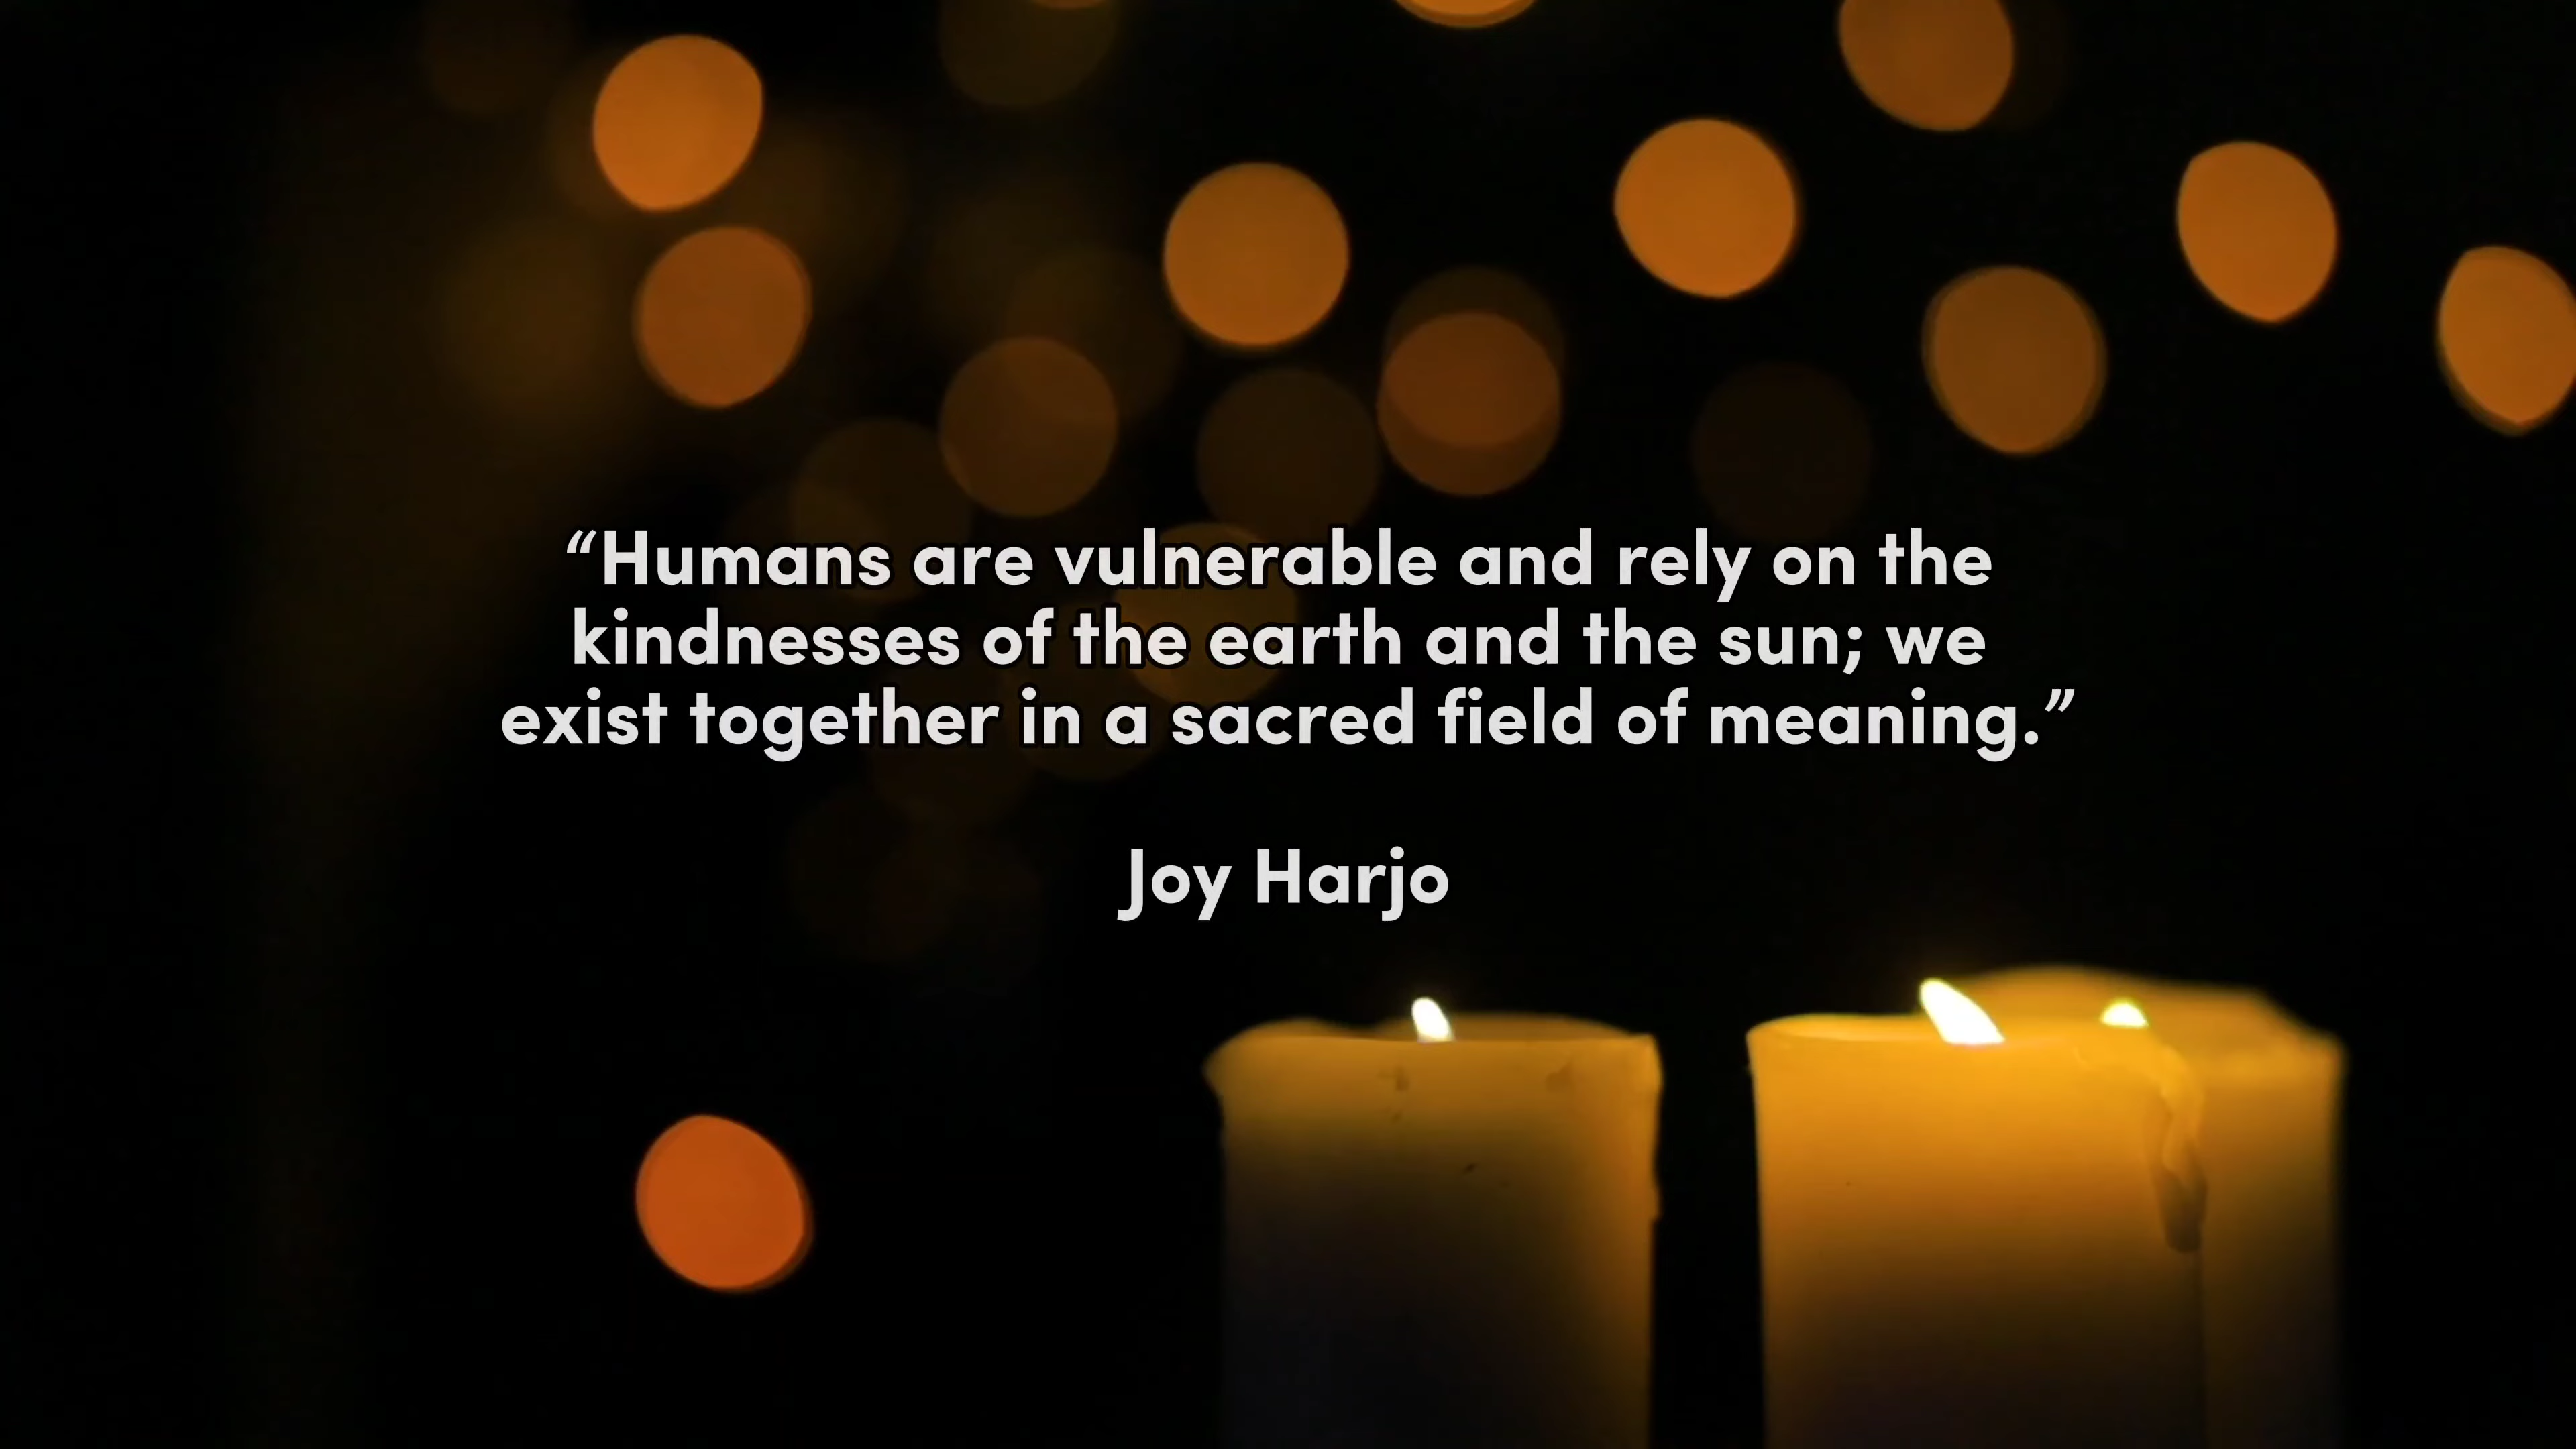 “Humans are vulnerable and rely on the
kindnesses of the earth and the sun; we
exist together in a sacred field of meaning.”
Joy Harjo